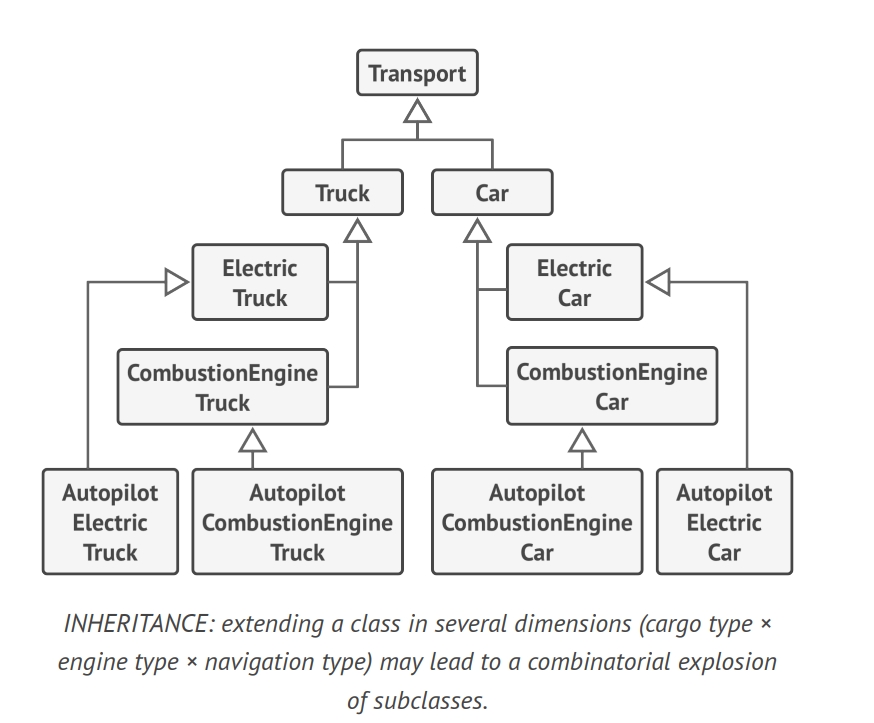 Transport
Truck
Car
Electric
Truck
Electric
Car
CombustionEngine
Truck
CombustionEngine
Car
Autopilot
Electric
Truck
Autopilot
CombustionEngine
Truck
Autopilot
CombustionEngine
Car
Autopilot
Electric
Car
INHERITANCE: extending a class in several dimensions (cargo type ×
engine type × navigation type) may lead to a combinatorial explosion
of subclasses.